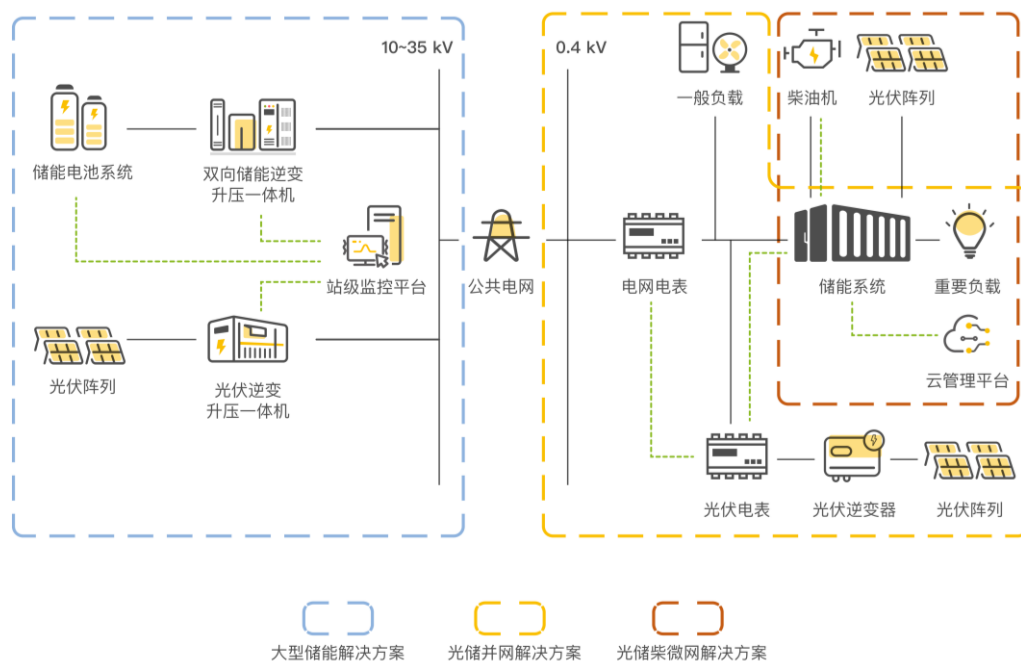 10~35 kV
0.4 kV
一般负载
柴油机
光伏阵列
储能电池系统
双向储能逆变
升压一体机
站级监控平台
公共电网
电网电表
储能系统
重要负载
光伏阵列
光伏逆变
升压一体机
云管理平台
光伏电表
光伏逆变器
光伏阵列
大型储能解决方案
光储并网解决方案
光储柴微网解决方案